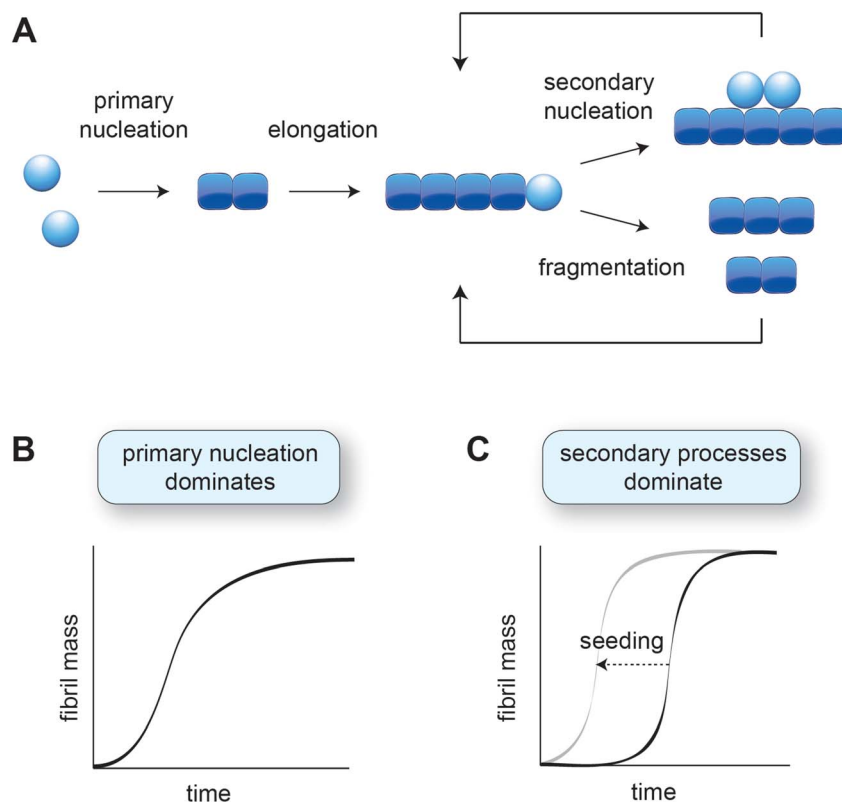 A
primary
nucleation
elongation
secondary
nucleation
fragmentation
B
primary nucleation
dominates
fibril mass
time
C
secondary processes
dominate
seeding
fibril mass
time